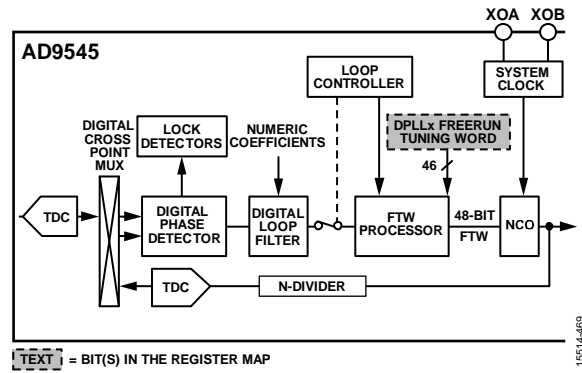 XOA XOB
AD9545
LOOP
CONTROLLER
SYSTEM
CLOCK
DIGITAL
CROSS
POINT
MUX
LOCK
DETECTORS
NUMERIC
COEFFICIENTS
DPLLx FREERUN
TUNING WORD
46
TDC
DIGITAL
PHASE
DETECTOR
DIGITAL
LOOP
FILTER
FTW
PROCESSOR
48-BIT
FTW
NCO
TDC
N-DIVIDER
TEXT = BIT(S) IN THE REGISTER MAP
15514-469